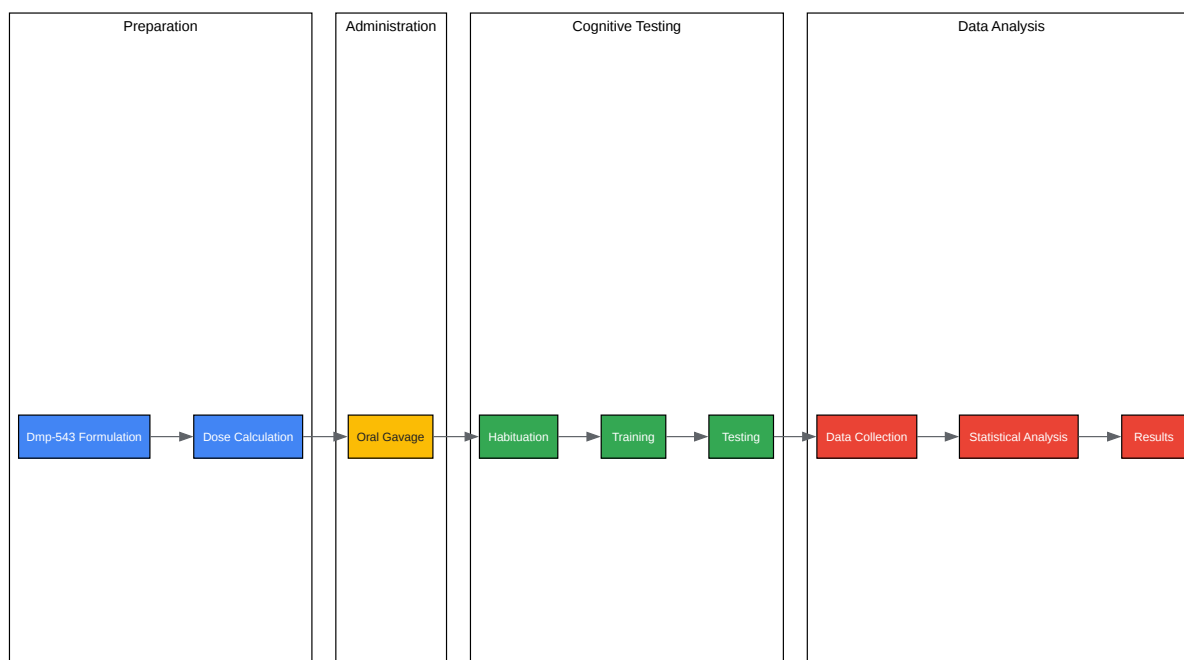 Preparation
Administration
Cognitive Testing
Data Analysis
Dmp-543 Formulation
Dose Calculation
Oral Gavage
Habituation
Training
Testing
Data Collection
Statistical Analysis
Results